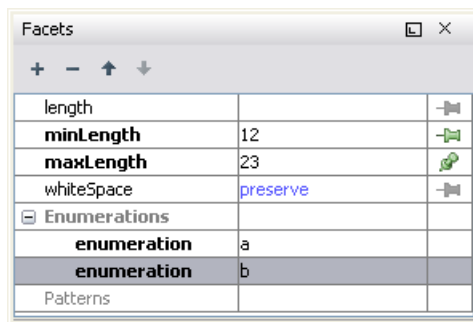 Facets
length
minLength 12
maxLength 23
whiteSpace preserve
Enumerations
enumeration a
enumeration b
Patterns